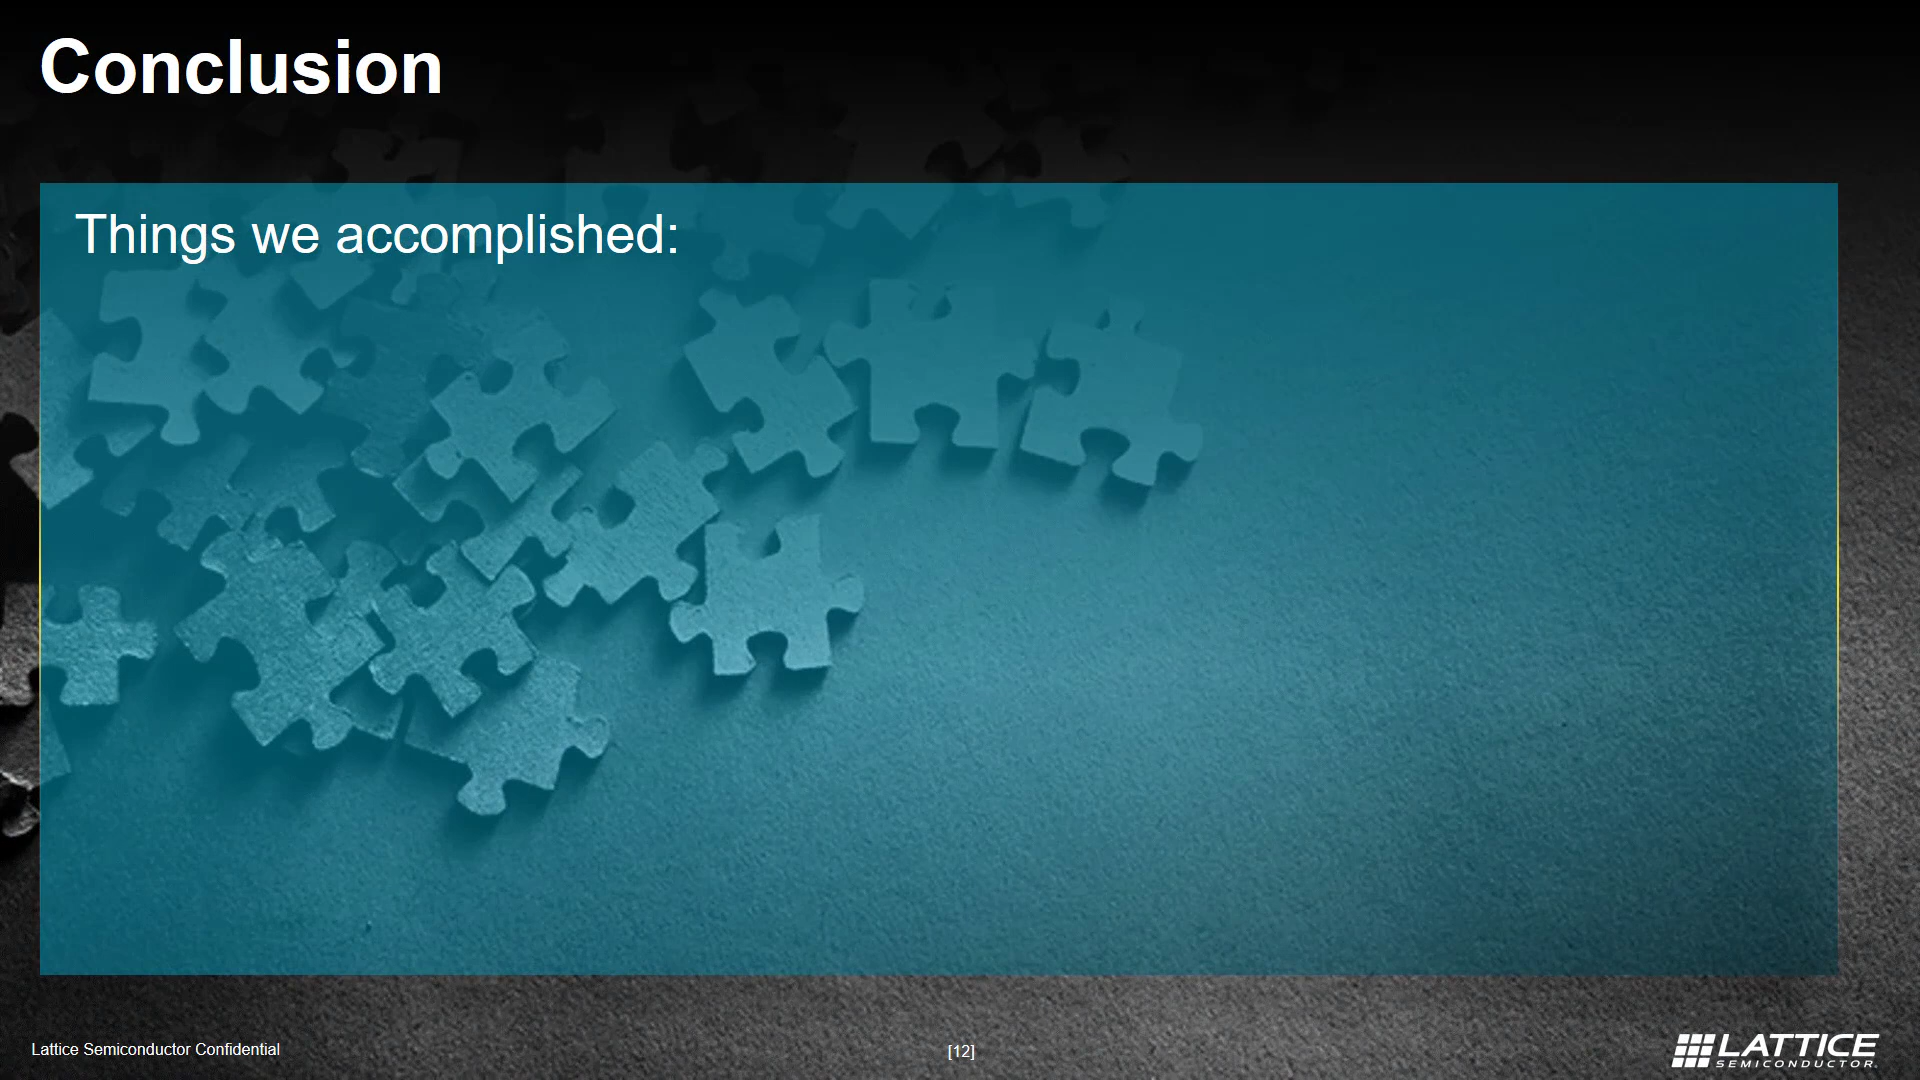 Conclusion
Things we accomplished:
Lattice Semiconductor Confidential
[12]
LATTICE
SEMICONDUCTOR